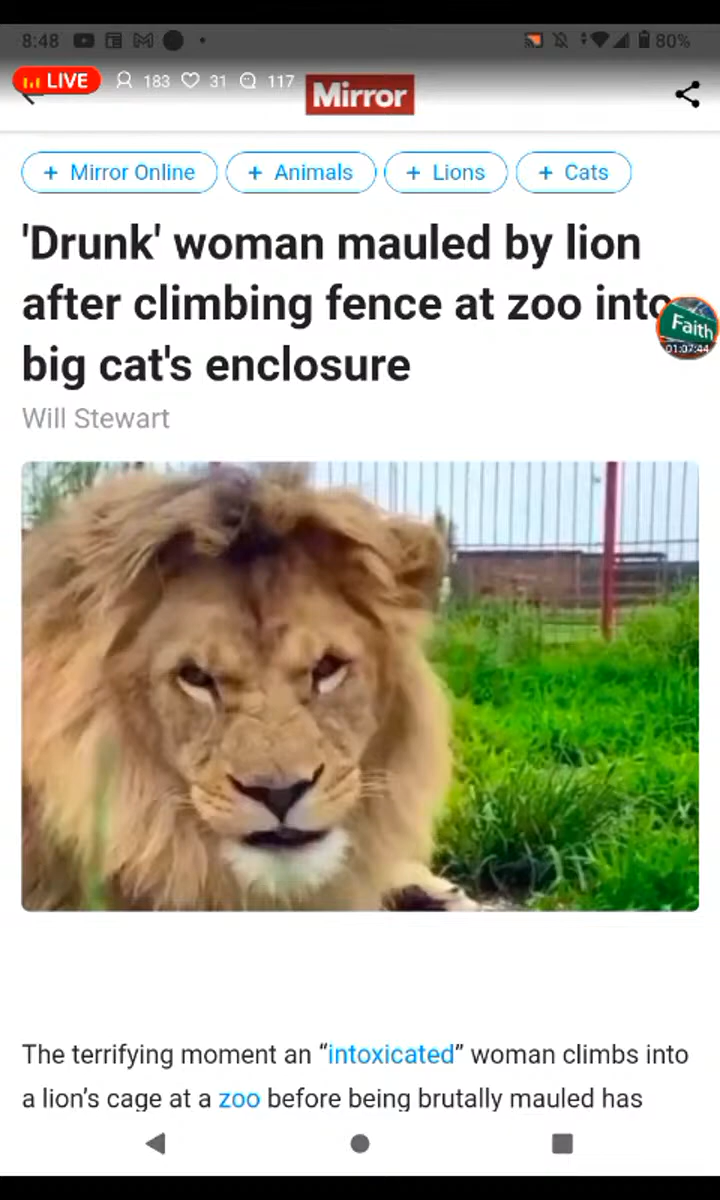 8:48
80%
LIVE 183 31 117
Mirror
+ Mirror Online + Animals + Lions + Cats
'Drunk' woman mauled by lion
after climbing fence at zoo into
big cat's enclosure
Faith
01:07:44
Will Stewart
The terrifying moment an “intoxicated” woman climbs into
a lion’s cage at a zoo before being brutally mauled has